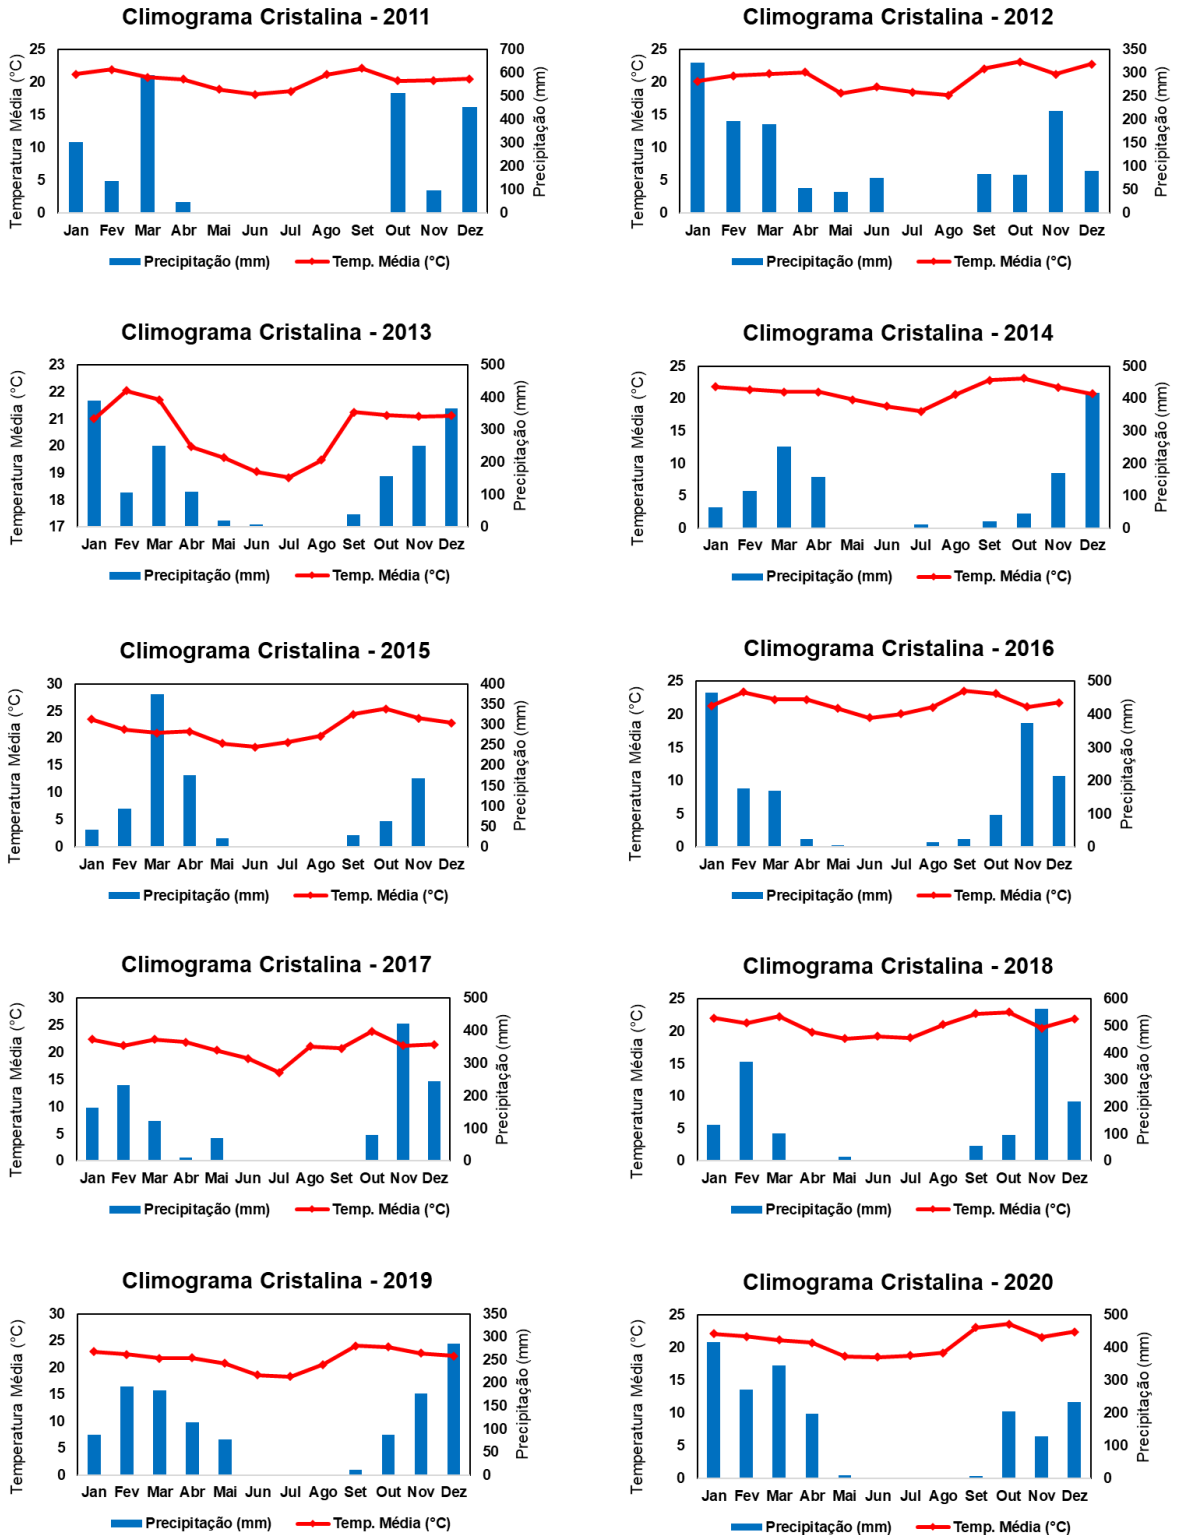 Climograma Cristalina - 2011
Temperatura Média (°C)
25
20
15
10
5
0
700
600
500
400
300
200
100
0
Precipitação (mm)
Jan Fev Mar Abr Mai Jun Jul Ago Set Out Nov Dez
Precipitação (mm) Temp. Média (°C)
Climograma Cristalina - 2012
Temperatura Média (°C)
25
20
15
10
5
0
350
300
250
200
150
100
50
0
Precipitação (mm)
Jan Fev Mar Abr Mai Jun Jul Ago Set Out Nov Dez
Precipitação (mm) Temp. Média (°C)
Climograma Cristalina - 2013
Temperatura Média (°C)
23
22
21
20
19
18
17
500
400
300
200
100
0
Precipitação (mm)
Jan Fev Mar Abr Mai Jun Jul Ago Set Out Nov Dez
Precipitação (mm) Temp. Média (°C)
Climograma Cristalina - 2014
Temperatura Média (°C)
25
20
15
10
5
0
500
400
300
200
100
0
Precipitação (mm)
Jan Fev Mar Abr Mai Jun Jul Ago Set Out Nov Dez
Precipitação (mm) Temp. Média (°C)
Climograma Cristalina - 2015
Temperatura Média (°C)
30
25
20
15
10
5
0
400
350
300
250
200
150
100
50
0
Precipitação (mm)
Jan Fev Mar Abr Mai Jun Jul Ago Set Out Nov Dez
Precipitação (mm) Temp. Média (°C)
Climograma Cristalina - 2016
Temperatura Média (°C)
25
20
15
10
5
0
500
400
300
200
100
0
Precipitação (mm)
Jan Fev Mar Abr Mai Jun Jul Ago Set Out Nov Dez
Precipitação (mm) Temp. Média (°C)
Climograma Cristalina - 2017
Temperatura Média (°C)
30
25
20
15
10
5
0
500
400
300
200
100
0
Precipitação (mm)
Jan Fev Mar Abr Mai Jun Jul Ago Set Out Nov Dez
Precipitação (mm) Temp. Média (°C)
Climograma Cristalina - 2018
Temperatura Média (°C)
25
20
15
10
5
0
600
500
400
300
200
100
0
Precipitação (mm)
Jan Fev Mar Abr Mai Jun Jul Ago Set Out Nov Dez
Precipitação (mm) Temp. Média (°C)
Climograma Cristalina - 2019
Temperatura Média (°C)
30
25
20
15
10
5
0
350
300
250
200
150
100
50
0
Precipitação (mm)
Jan Fev Mar Abr Mai Jun Jul Ago Set Out Nov Dez
Precipitação (mm) Temp. Média (°C)
Climograma Cristalina - 2020
Temperatura Média (°C)
25
20
15
10
5
0
500
400
300
200
100
0
Precipitação (mm)
Jan Fev Mar Abr Mai Jun Jul Ago Set Out Nov Dez
Precipitação (mm) Temp. Média (°C)